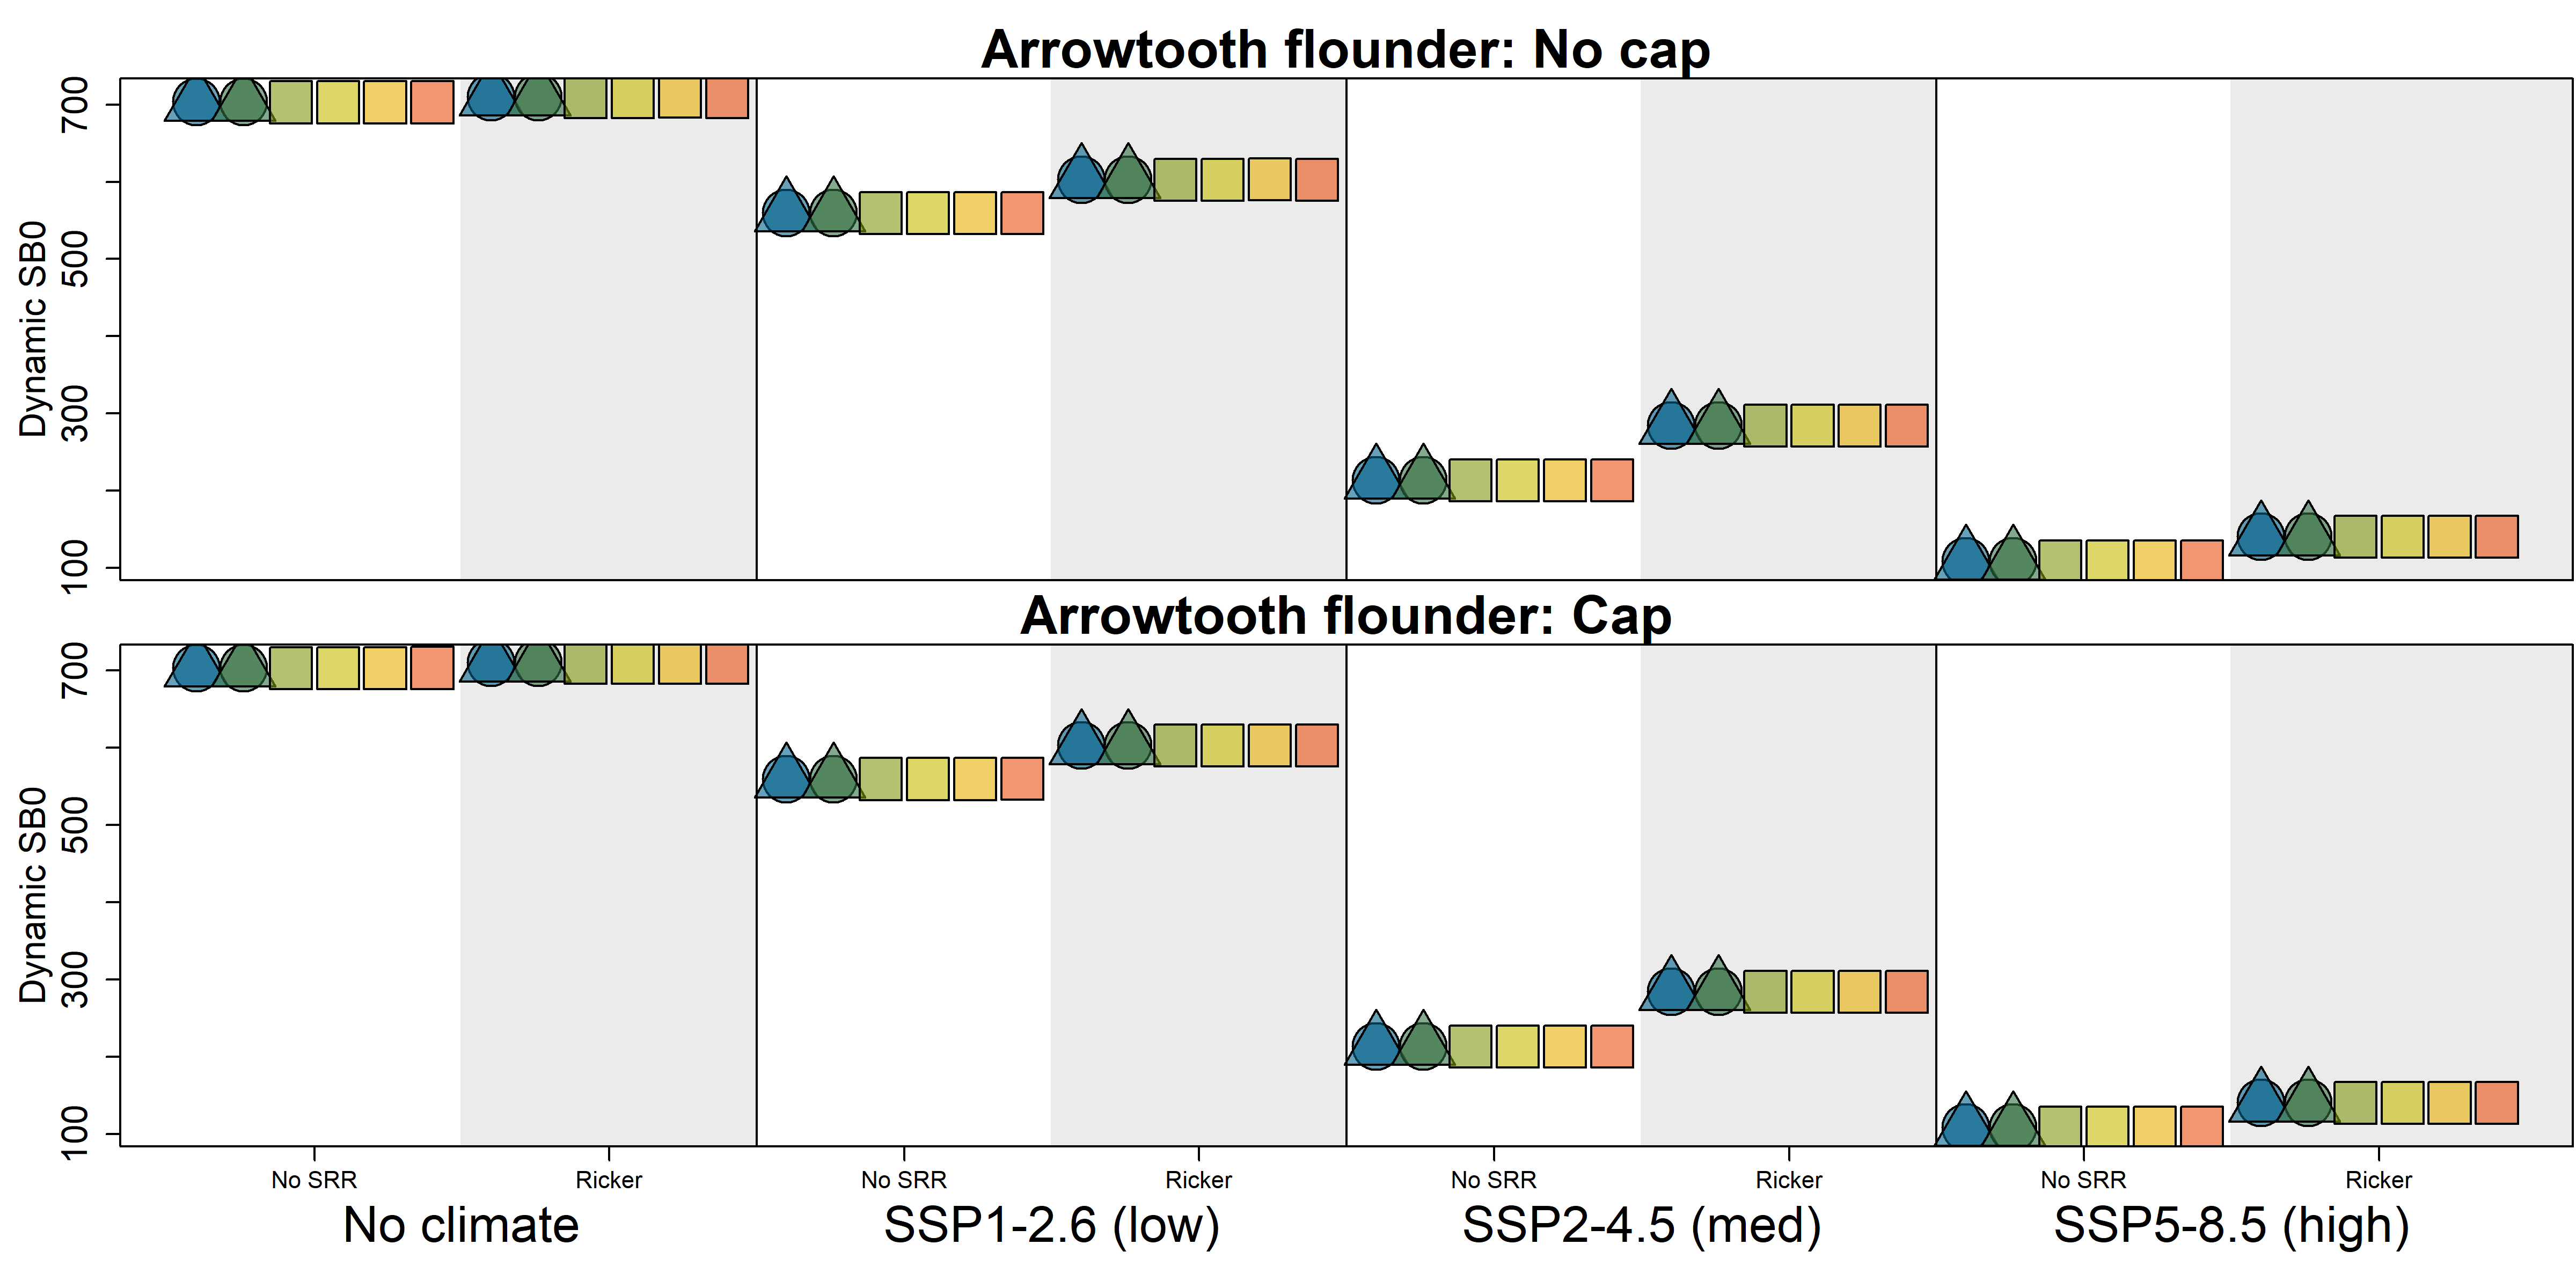 Arrowtooth flounder: No cap
Dynamic SB0
700
500
300
100
Arrowtooth flounder: Cap
Dynamic SB0
700
500
300
100
No SRR Ricker No SRR Ricker No SRR Ricker No SRR Ricker
No climate SSP1-2.6 (low) SSP2-4.5 (med) SSP5-8.5 (high)